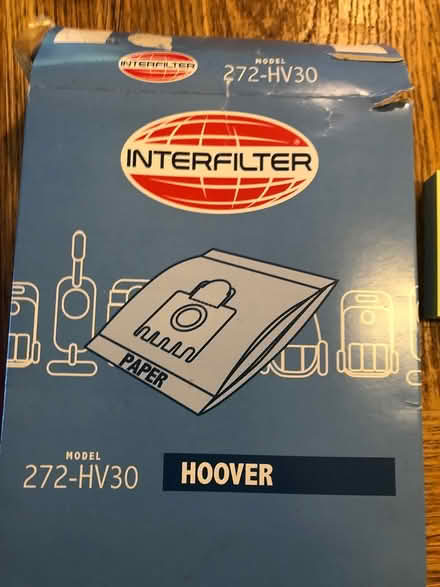 INTERFILTER
MODEL
272-HV30
INTERFILTER
PAPER
MODEL
272-HV30
HOOVER